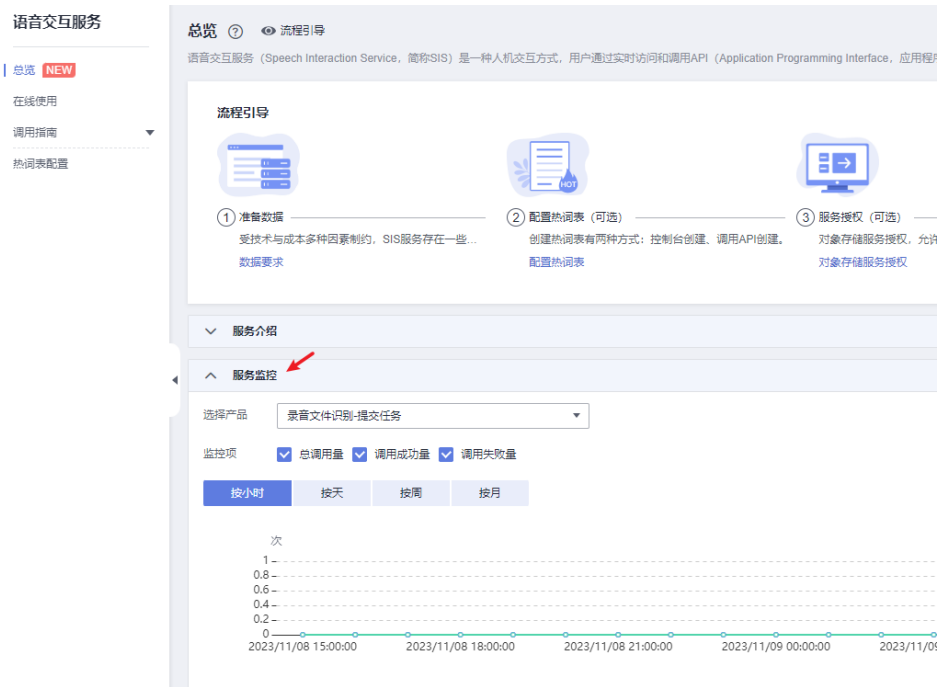 语音交互服务
总览 NEW
在线使用
调用指南
热词表配置
总览 ? 流程引导
语音交互服务（Speech Interaction Service，简称SIS）是一种人机交互方式，用户通过实时访问和调用API（Application Programming Interface，应用程
流程引导
HOT
1 准备数据
受技术与成本多种因素制约，SIS服务存在一些...
数据要求
2 配置热词表（可选）
创建热词表有两种方式：控制台创建、调用API创建。
配置热词表
3 服务授权（可选）
对象存储服务授权，允许
对象存储服务授权
服务介绍
服务监控
选择产品 录音文件识别-提交任务
监控项 总调用量 调用成功量 调用失败量
按小时 按天 按周 按月
次
1
0.8
0.6
0.4
0.2
0
2023/11/08 15:00:00 2023/11/08 18:00:00 2023/11/08 21:00:00 2023/11/09 00:00:00 2023/11/09